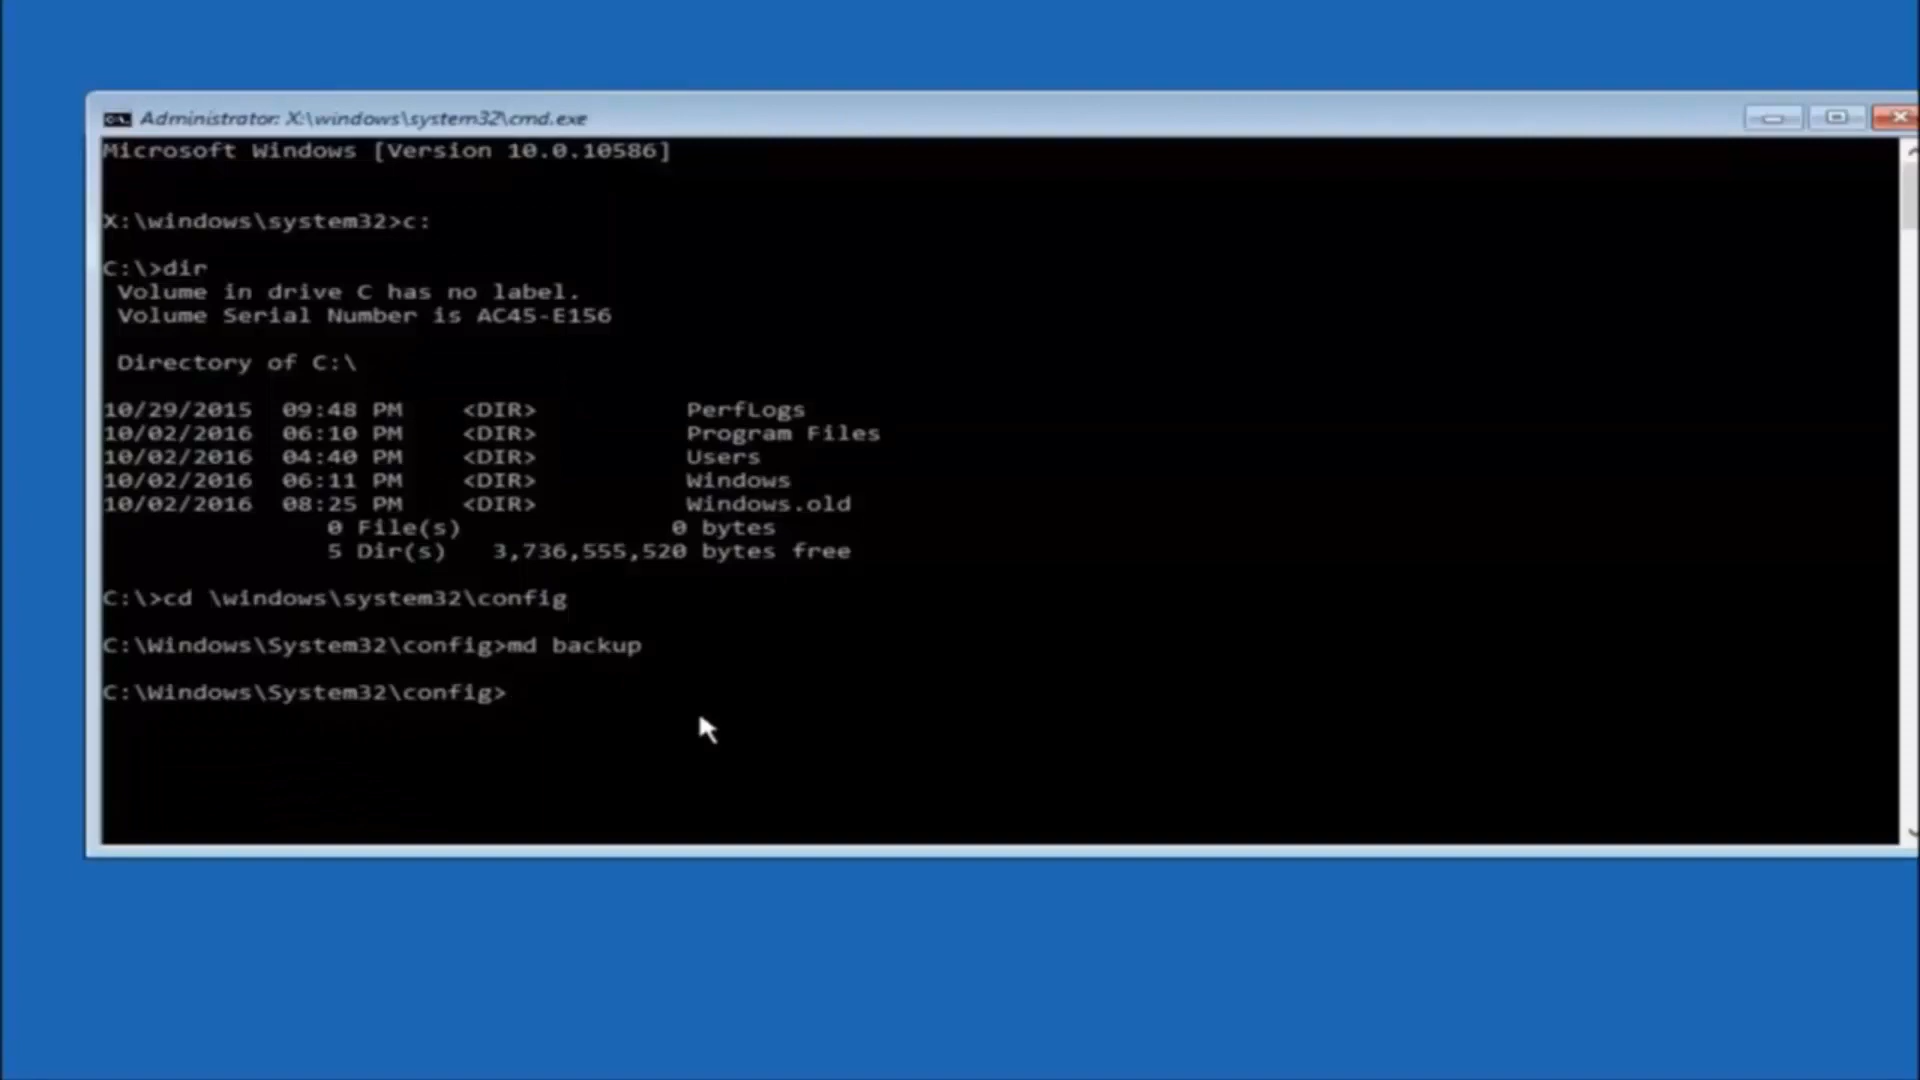 Administrator: X:\windows\system32\cmd.exe
Microsoft Windows [Version 10.0.10586]
X:\windows\system32>c:
C:\>dir
 Volume in drive C has no label.
 Volume Serial Number is AC45-E156
 Directory of C:\
10/29/2015  09:48 PM    <DIR>          PerfLogs
10/02/2016  06:10 PM    <DIR>          Program Files
10/02/2016  04:40 PM    <DIR>          Users
10/02/2016  06:11 PM    <DIR>          Windows
10/02/2016  08:25 PM    <DIR>          Windows.old
               0 File(s)              0 bytes
               5 Dir(s)   3,736,555,520 bytes free
C:\>cd \windows\system32\config
C:\Windows\System32\config>md backup
C:\Windows\System32\config>